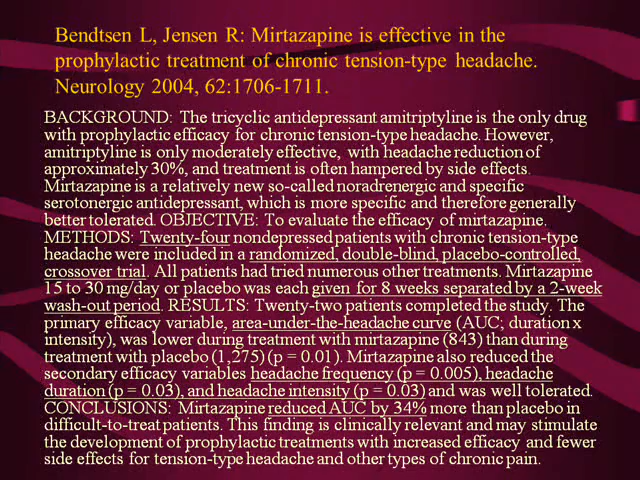 Bendtsen L, Jensen R: Mirtazapine is effective in the
prophylactic treatment of chronic tension-type headache.
Neurology 2004, 62:1706-1711.
BACKGROUND: The tricyclic antidepressant amitriptyline is the only drug
with prophylactic efficacy for chronic tension-type headache. However,
amitriptyline is only moderately effective, with headache reduction of
approximately 30%, and treatment is often hampered by side effects.
Mirtazapine is a relatively new so-called noradrenergic and specific
serotonergic antidepressant, which is more specific and therefore generally
better tolerated. OBJECTIVE: To evaluate the efficacy of mirtazapine.
METHODS: Twenty-four nondepressed patients with chronic tension-type
headache were included in a randomized, double-blind, placebo-controlled,
crossover trial. All patients had tried numerous other treatments. Mirtazapine
15 to 30 mg/day or placebo was each given for 8 weeks separated by a 2-week
wash-out period. RESULTS: Twenty-two patients completed the study. The
primary efficacy variable, area-under-the-headache curve (AUC; duration x
intensity), was lower during treatment with mirtazapine (843) than during
treatment with placebo (1,275) (p = 0.01). Mirtazapine also reduced the
secondary efficacy variables headache frequency (p = 0.005), headache
duration (p = 0.03), and headache intensity (p = 0.03) and was well tolerated.
CONCLUSIONS: Mirtazapine reduced AUC by 34% more than placebo in
difficult-to-treat patients. This finding is clinically relevant and may stimulate
the development of prophylactic treatments with increased efficacy and fewer
side effects for tension-type headache and other types of chronic pain.